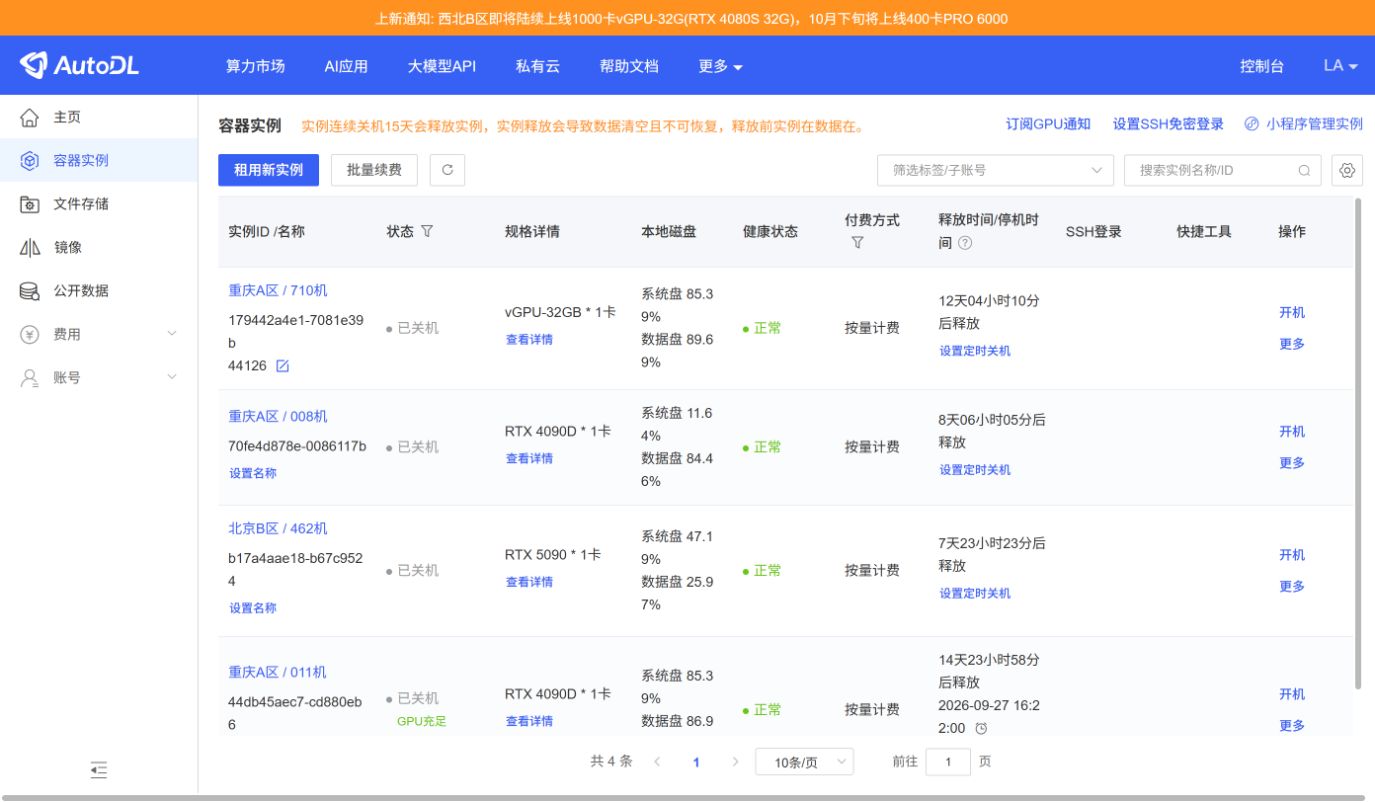 上新通知: 西北B区即将陆续上线1000卡vGPU-32G(RTX 4080S 32G)，10月下旬将上线400卡PRO 6000
AutoDL 算力市场 AI应用 大模型API 私有云 帮助文档 更多 控制台 LA
主页
容器实例
文件存储
镜像
公开数据
费用
账号
容器实例 实例连续关机15天会释放实例，实例释放会导致数据清空且不可恢复，释放前实例在数据在。 订阅GPU通知 设置SSH免密登录 小程序管理实例
租用新实例 批量续费 筛选标签/子账号 搜索实例名称/ID
实例ID /名称 状态 规格详情 本地磁盘 健康状态 付费方式 释放时间/停机时
间 SSH登录 快捷工具 操作
重庆A区 / 710机
179442a4e1-7081e39
b
44126
已关机
vGPU-32GB * 1卡
查看详情
系统盘 85.3
9%
数据盘 89.6
9%
正常
按量计费
12天04小时10分
后释放
设置定时关机
开机
更多
重庆A区 / 008机
70fe4d878e-0086117b
设置名称
已关机
RTX 4090D * 1卡
查看详情
系统盘 11.6
4%
数据盘 84.4
6%
正常
按量计费
8天06小时05分后
释放
设置定时关机
开机
更多
北京B区 / 462机
b17a4aae18-b67c952
4
设置名称
已关机
RTX 5090 * 1卡
查看详情
系统盘 47.1
9%
数据盘 25.9
7%
正常
按量计费
7天23小时23分后
释放
设置定时关机
开机
更多
重庆A区 / 011机
44db45aec7-cd880eb
6
已关机
GPU充足
RTX 4090D * 1卡
查看详情
系统盘 85.3
9%
数据盘 86.9
正常
按量计费
14天23小时58分
后释放
2026-09-27 16:2
2:00
开机
更多
共 4 条 1 10条/页 前往 1 页